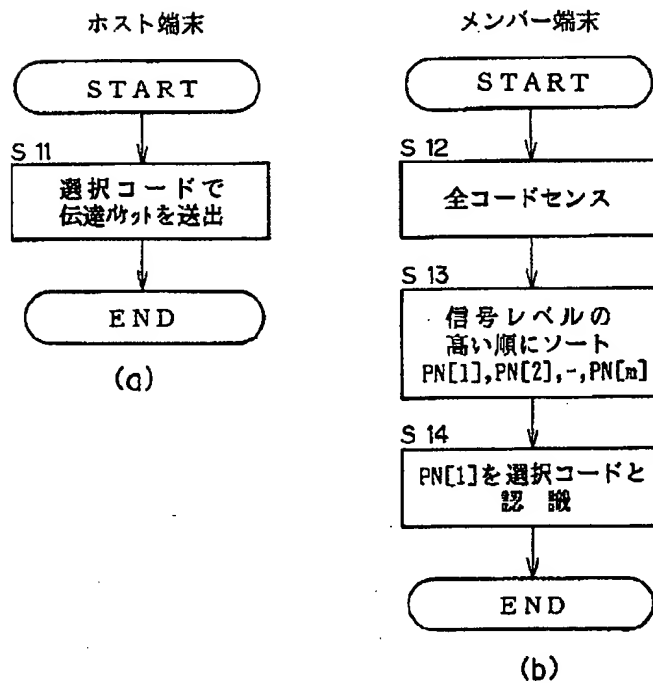 ホスト端末
START
S 11
選択コードで
伝達パケットを送出
END
(a)
メンバー端末
START
S 12
全コードセンス
S 13
信号レベルの
高い順にソート
PN[1],PN[2],-,PN[m]
S 14
PN[1]を選択コードと
認識
END
(b)